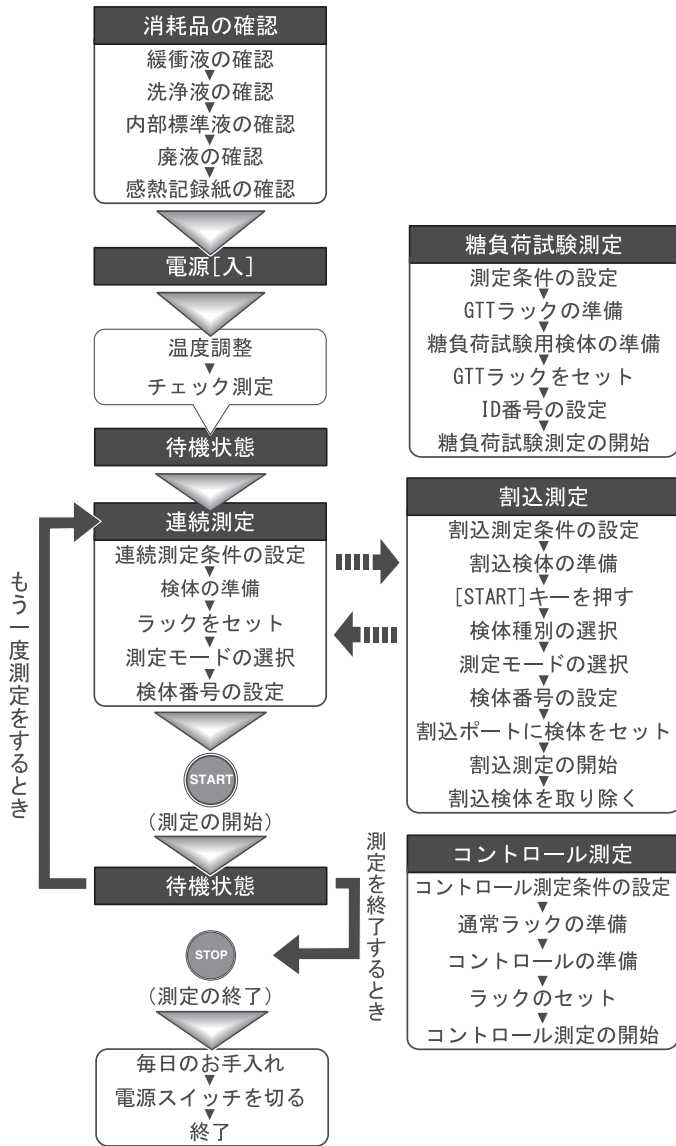 消耗品の確認
緩衝液の確認
洗浄液の確認
内部標準液の確認
廃液の確認
感熱記録紙の確認
電源[入]
温度調整
チェック測定
待機状態
連続測定
連続測定条件の設定
検体の準備
ラックをセット
測定モードの選択
検体番号の設定
START
(測定の開始)
待機状態
もう一度測定をするとき
測定を終了するとき
STOP
(測定の終了)
毎日のお手入れ
電源スイッチを切る
終了
糖負荷試験測定
測定条件の設定
GTTラックの準備
糖負荷試験用検体の準備
GTTラックをセット
ID番号の設定
糖負荷試験測定の開始
割込測定
割込測定条件の設定
割込検体の準備
[START]キーを押す
検体種別の選択
測定モードの選択
検体番号の設定
割込ポートに検体をセット
割込測定の開始
割込検体を取り除く
コントロール測定
コントロール測定条件の設定
通常ラックの準備
コントロールの準備
ラックのセット
コントロール測定の開始